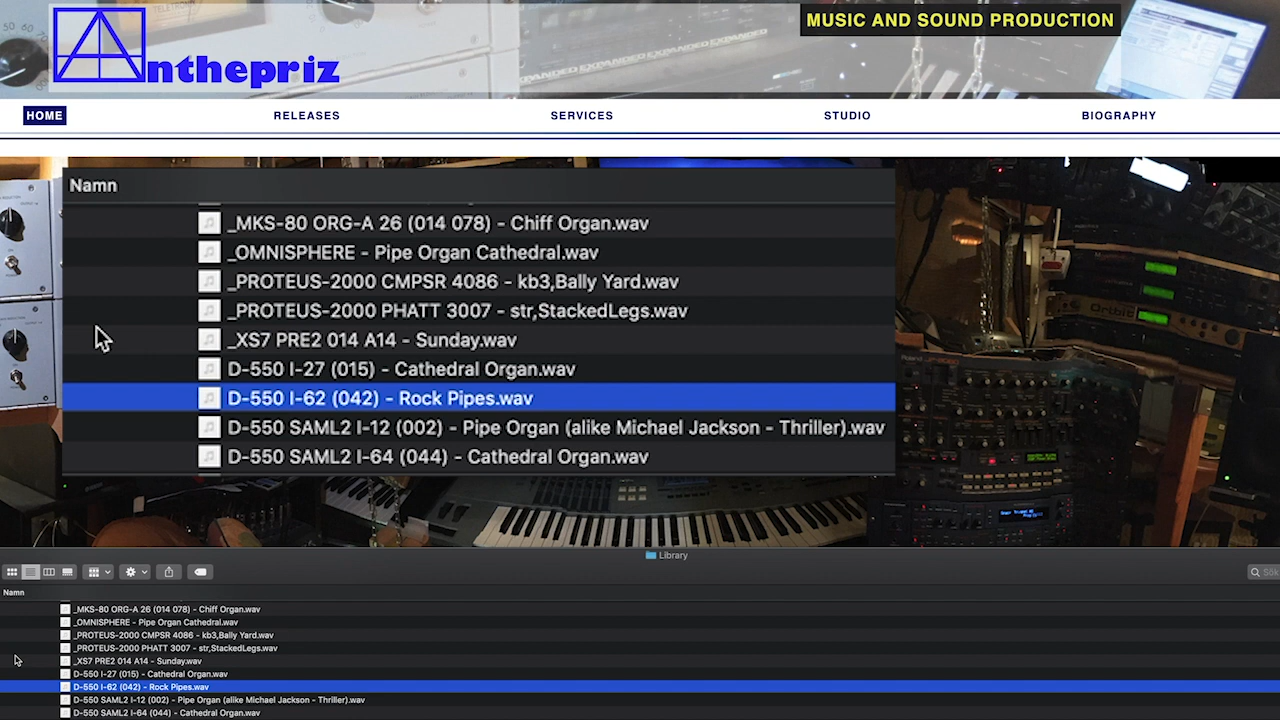 MUSIC AND SOUND PRODUCTION
Anthepriz
HOME
RELEASES
SERVICES
STUDIO
BIOGRAPHY
Namn
_MKS-80 ORG-A 26 (014 078) - Chiff Organ.wav
_OMNISPHERE - Pipe Organ Cathedral.wav
_PROTEUS-2000 CMPSR 4086 - kb3,Bally Yard.wav
_PROTEUS-2000 PHATT 3007 - str,StackedLegs.wav
_XS7 PRE2 014 A14 - Sunday.wav
D-550 I-27 (015) - Cathedral Organ.wav
D-550 I-62 (042) - Rock Pipes.wav
D-550 SAML2 I-12 (002) - Pipe Organ (alike Michael Jackson - Thriller).wav
D-550 SAML2 I-64 (044) - Cathedral Organ.wav
Roland
Orbit
Library
Sök
Namn
_MKS-80 ORG-A 26 (014 078) - Chiff Organ.wav
_OMNISPHERE - Pipe Organ Cathedral.wav
_PROTEUS-2000 CMPSR 4086 - kb3,Bally Yard.wav
_PROTEUS-2000 PHATT 3007 - str,StackedLegs.wav
_XS7 PRE2 014 A14 - Sunday.wav
D-550 I-27 (015) - Cathedral Organ.wav
D-550 I-62 (042) - Rock Pipes.wav
D-550 SAML2 I-12 (002) - Pipe Organ (alike Michael Jackson - Thriller).wav
D-550 SAML2 I-64 (044) - Cathedral Organ.wav